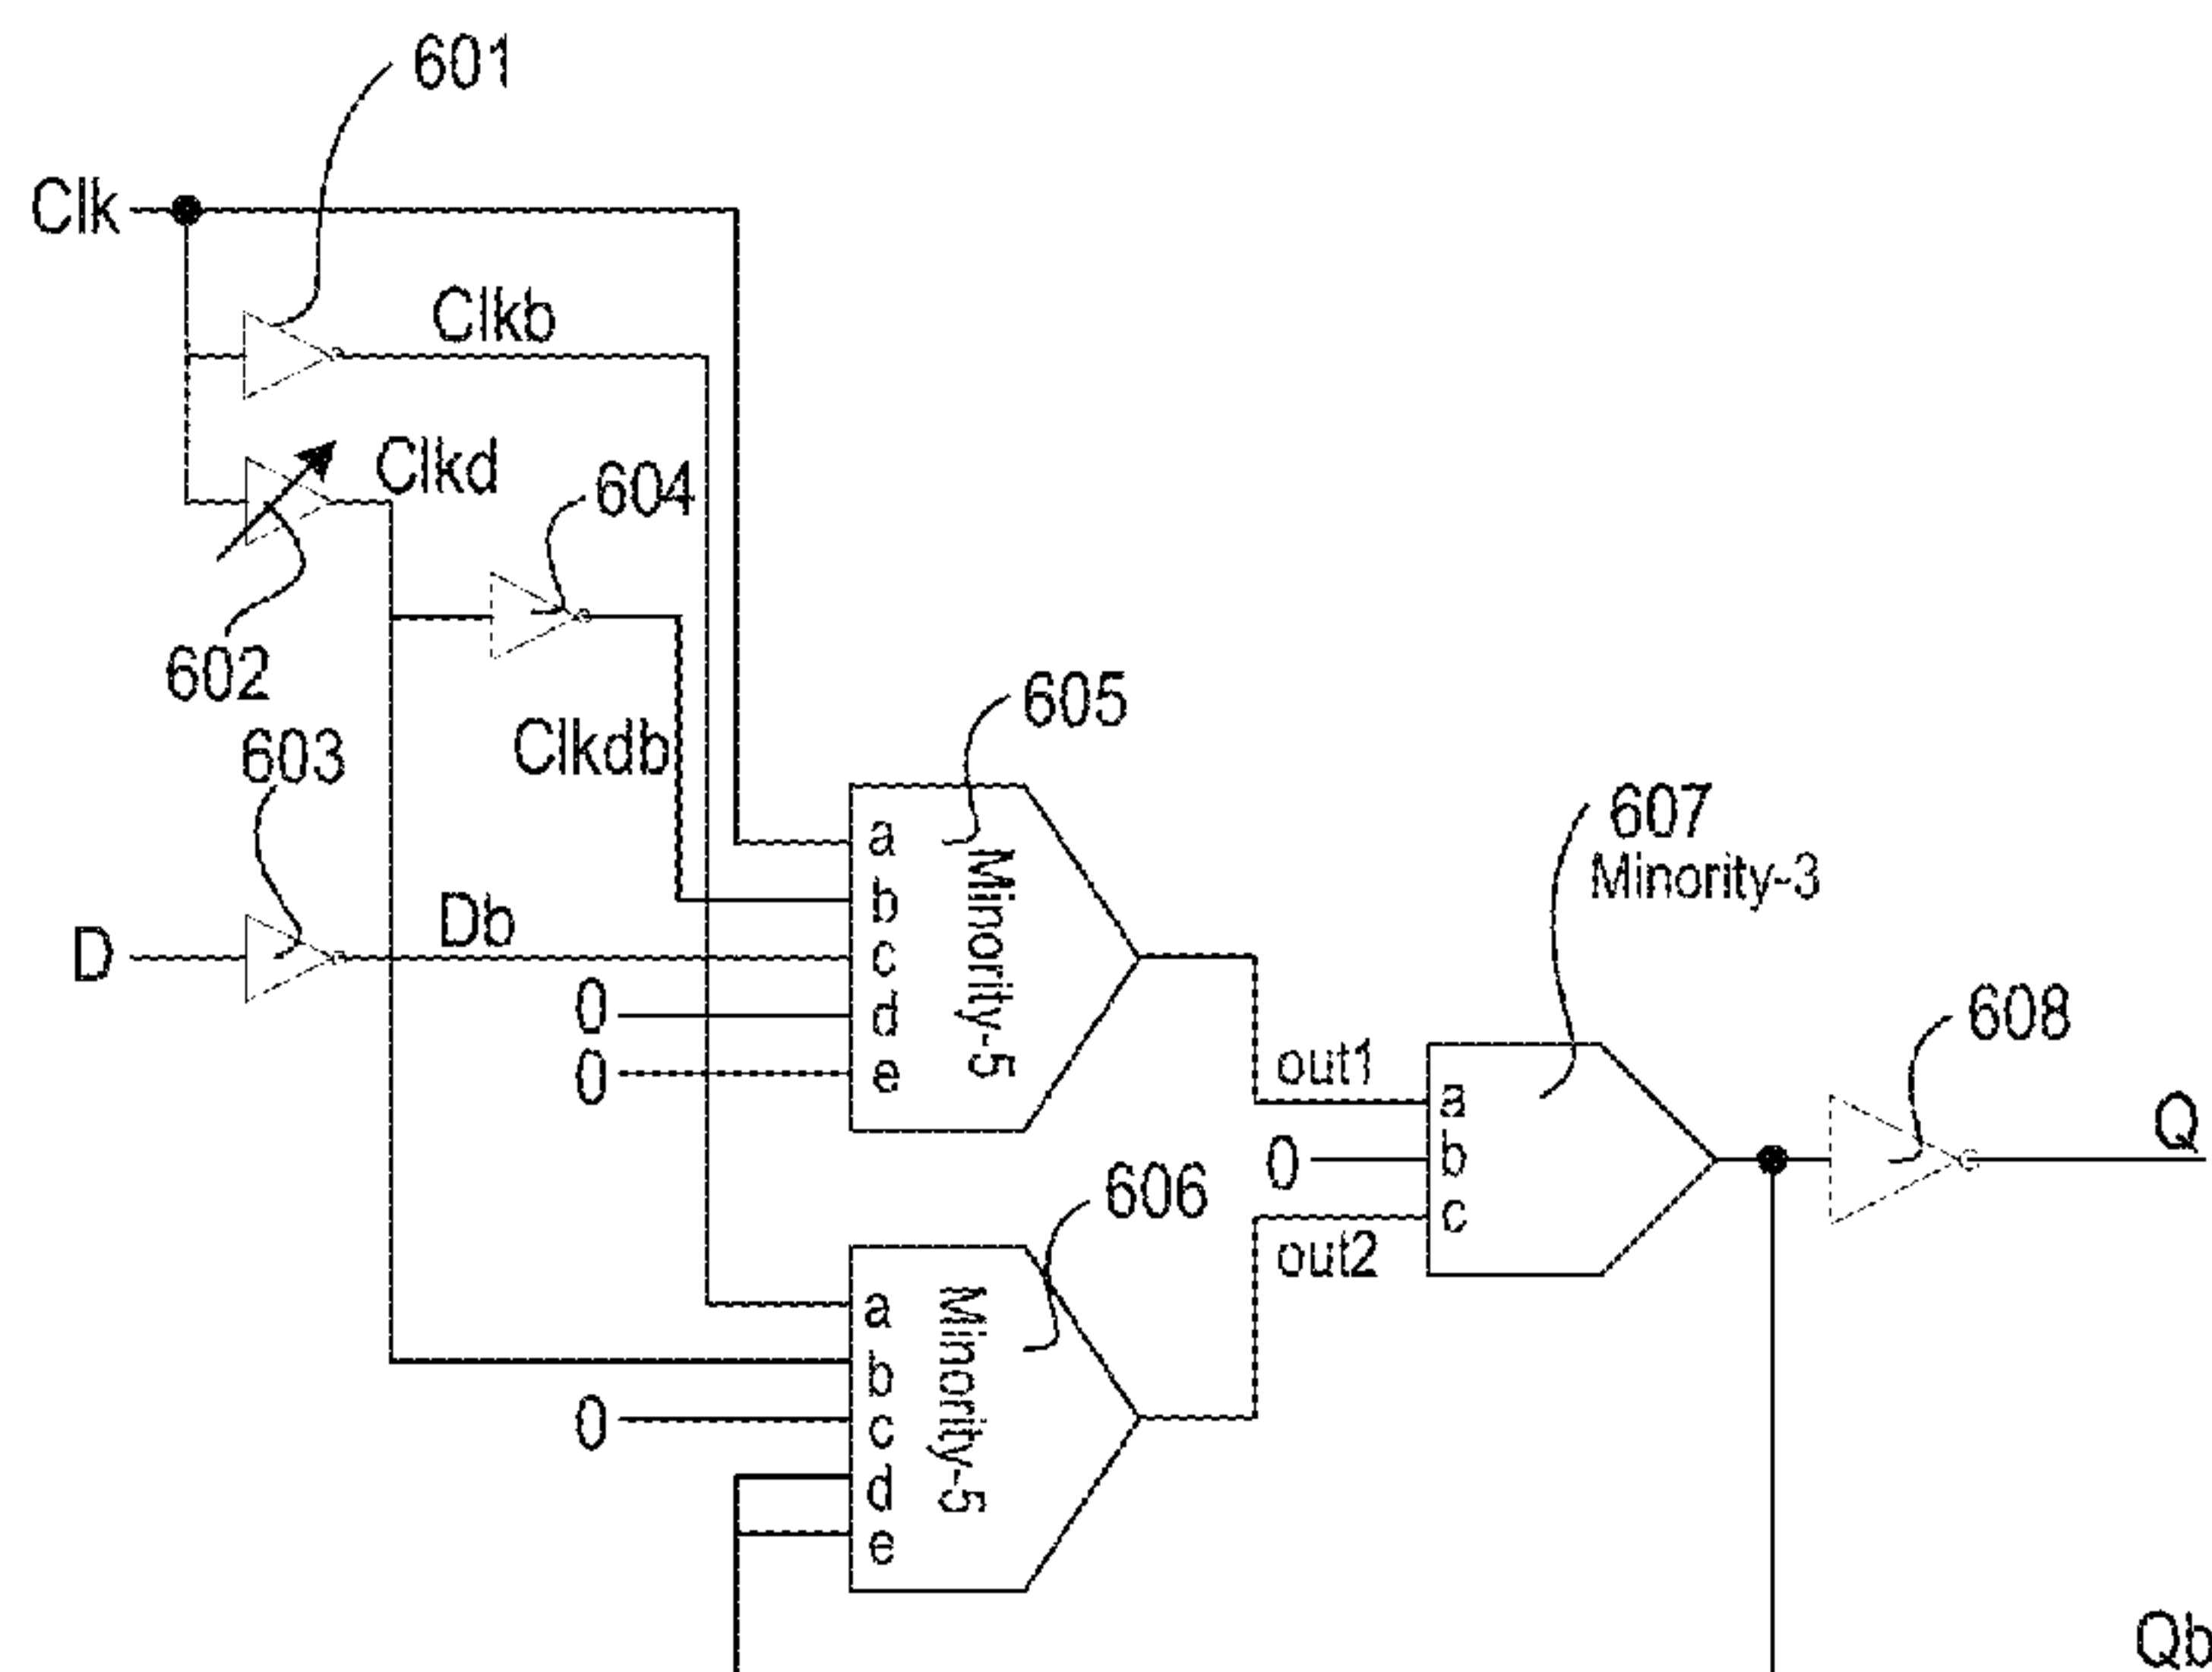 601
Clk
Clkb
Clkd
604
602
603
Clkdb
605
607
Minority-3
a
b
D
Db
c
0
d
0
e
Minority-5
608
out1
a
0
b
c
Q
606
out2
a
b
0
c
d
e
Minority-5
Qb